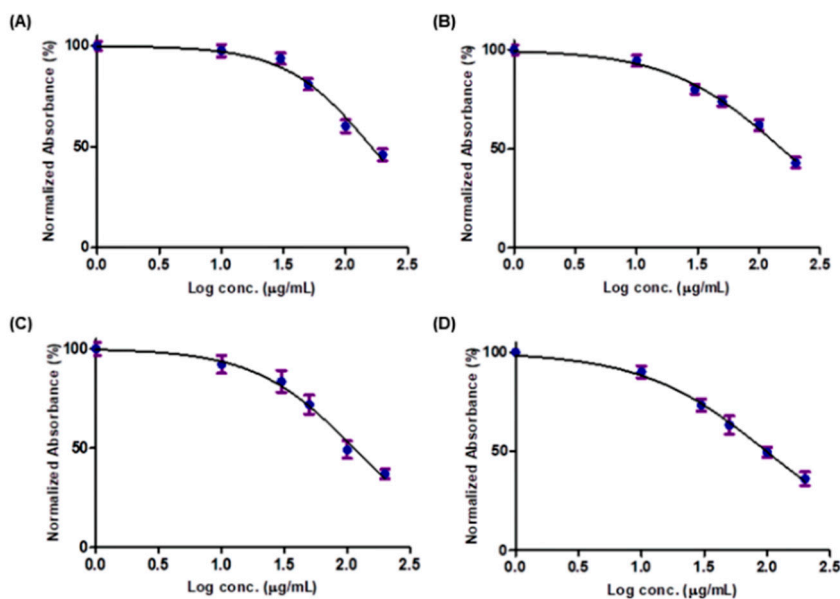 (A)
Normalized Absorbance (%)
100
50
0
0.0 0.5 1.0 1.5 2.0 2.5
Log conc. (µg/mL)
(B)
Normalized Absorbance (%)
100
50
0
0.0 0.5 1.0 1.5 2.0 2.5
Log conc. (µg/mL)
(C)
Normalized Absorbance (%)
100
50
0
0.0 0.5 1.0 1.5 2.0 2.5
Log conc. (µg/mL)
(D)
Normalized Absorbance (%)
100
50
0
0.0 0.5 1.0 1.5 2.0 2.5
Log conc. (µg/mL)